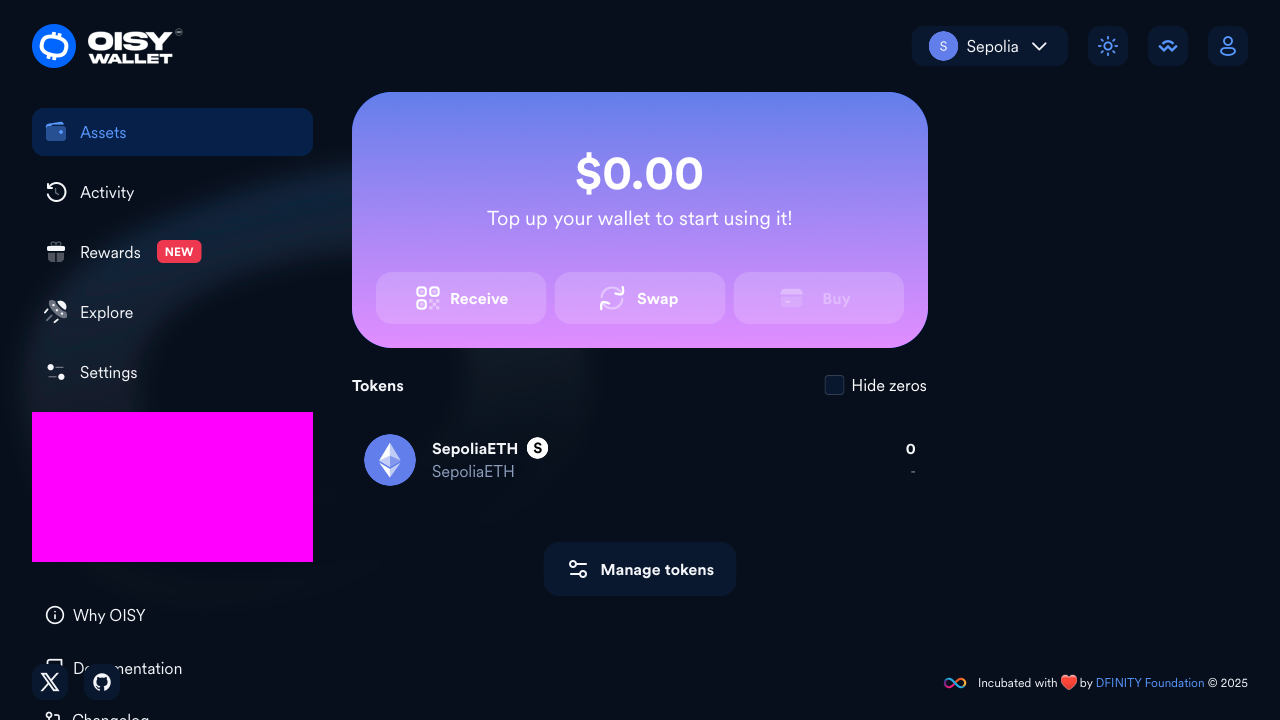 OISY
WALLET
S Sepolia
Assets
Activity
Rewards NEW
Explore
Settings
Why OISY
Changelog
$0.00
Top up your wallet to start using it!
Receive Swap Buy
Tokens Hide zeros
SepoliaETH S 0
SepoliaETH -
Manage tokens
Incubated with ❤️ by DFINITY Foundation © 2025